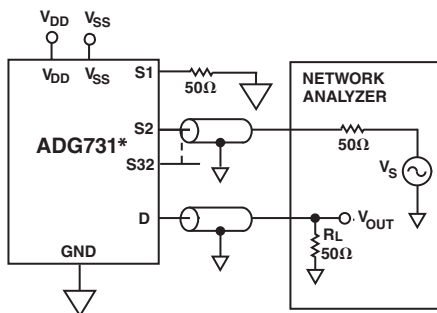 VDD VSS
VDD VSS
S1
50Ω
NETWORK
ANALYZER
S2
50Ω
ADG731*
VS
S32
D
VOUT
RL
50Ω
GND